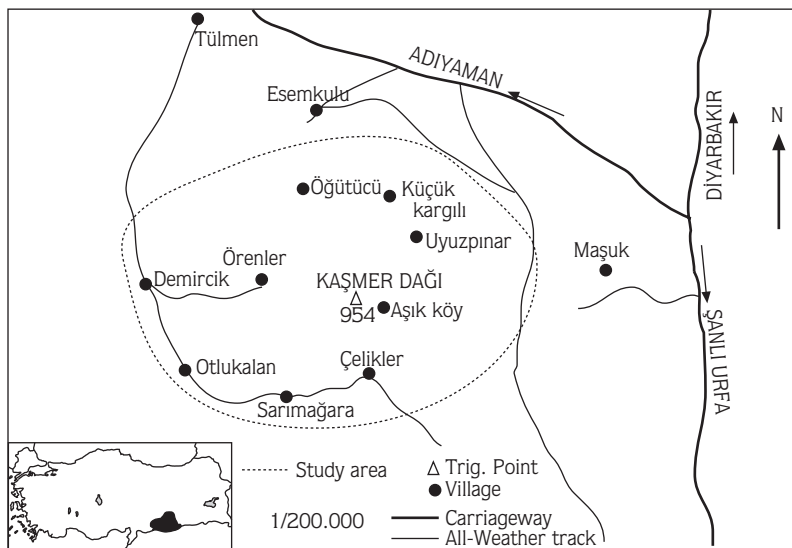 Tülmen
ADIYAMAN
Esemkulu
DİYARBAKIR
N
Öğütücü
Küçük
kargılı
Uyuzpınar
Maşuk
Örenler
Demircik
KAŞMER DAĞI
954
Aşık köy
ŞANLI URFA
Otlukalan
Çelikler
Sarımağara
Study area
Trig. Point
Village
1/200.000
Carriageway
All-Weather track